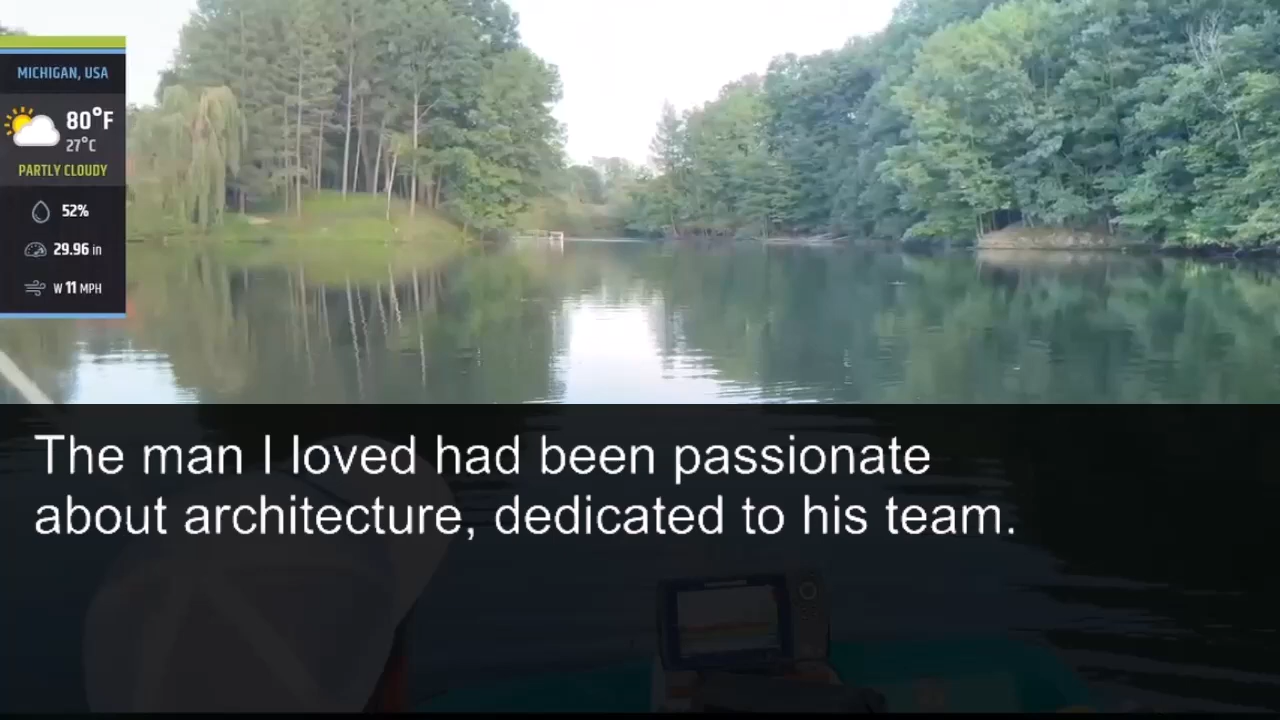 MICHIGAN, USA
80°F
27°C
PARTLY CLOUDY
52%
29.96 in
W 11 MPH
The man I loved had been passionate
about architecture, dedicated to his team.